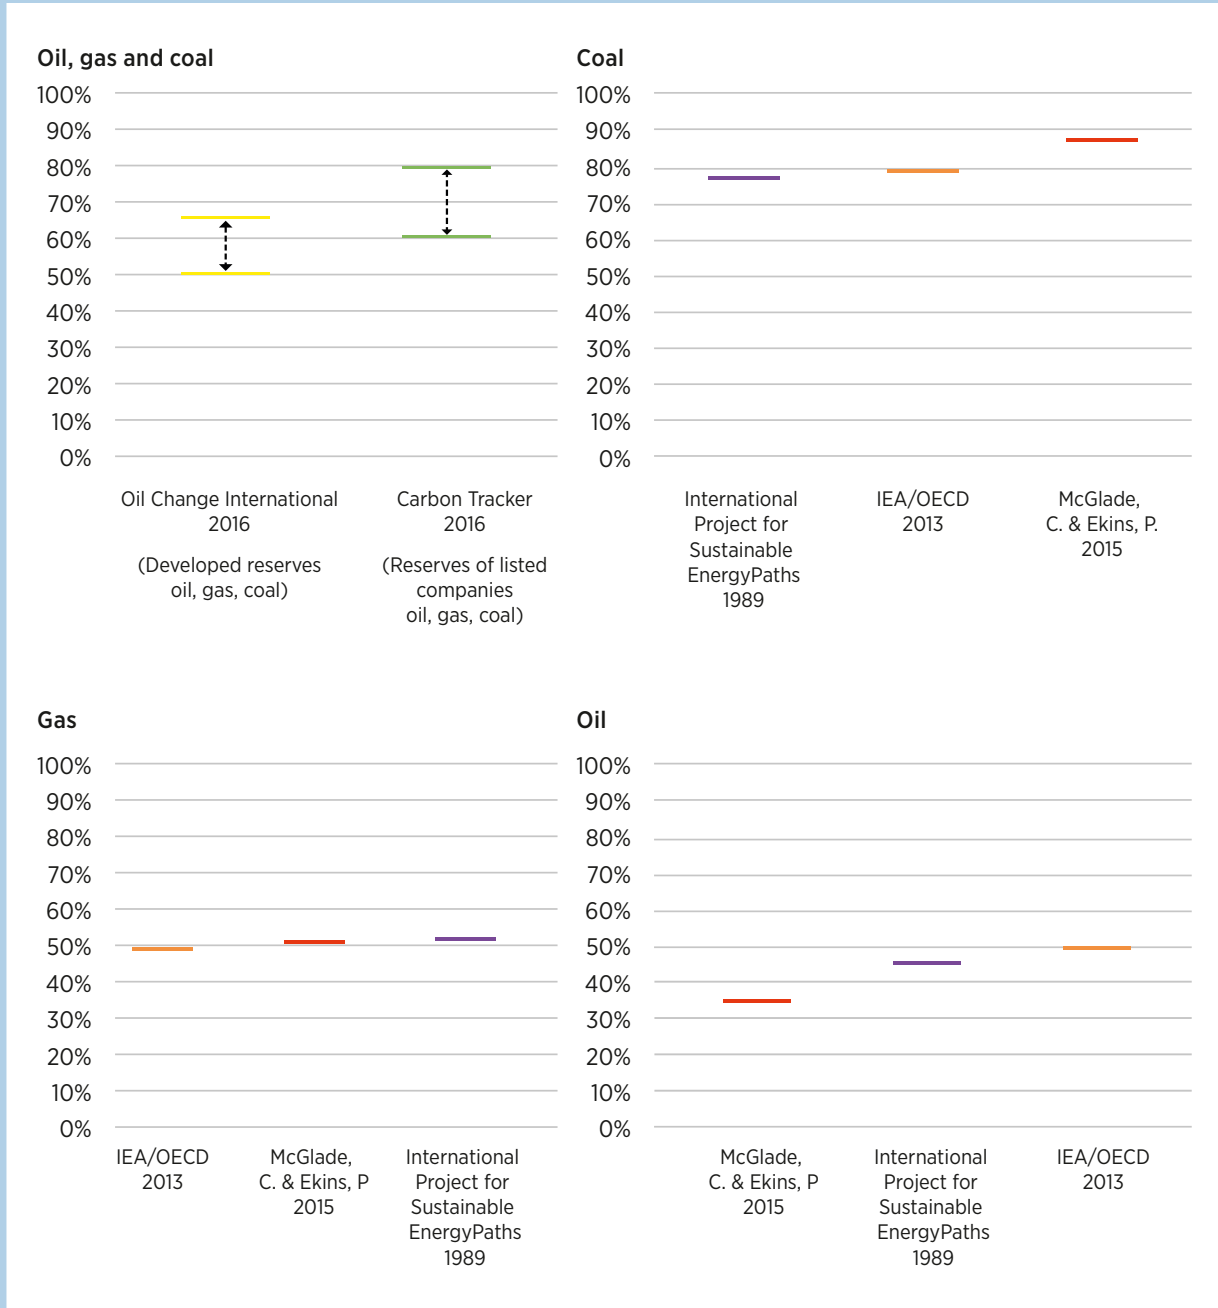 Oil, gas and coal
100%
90%
80%
70%
60%
50%
40%
30%
20%
10%
0%
Oil Change International
2016
(Developed reserves
oil, gas, coal)
Carbon Tracker
2016
(Reserves of listed
companies
oil, gas, coal)
Coal
100%
90%
80%
70%
60%
50%
40%
30%
20%
10%
0%
International
Project for
Sustainable
EnergyPaths
1989
IEA/OECD
2013
McGlade,
C. & Ekins, P.
2015
Gas
100%
90%
80%
70%
60%
50%
40%
30%
20%
10%
0%
IEA/OECD
2013
McGlade,
C. & Ekins, P
2015
International
Project for
Sustainable
EnergyPaths
1989
Oil
100%
90%
80%
70%
60%
50%
40%
30%
20%
10%
0%
McGlade,
C. & Ekins, P
2015
International
Project for
Sustainable
EnergyPaths
1989
IEA/OECD
2013